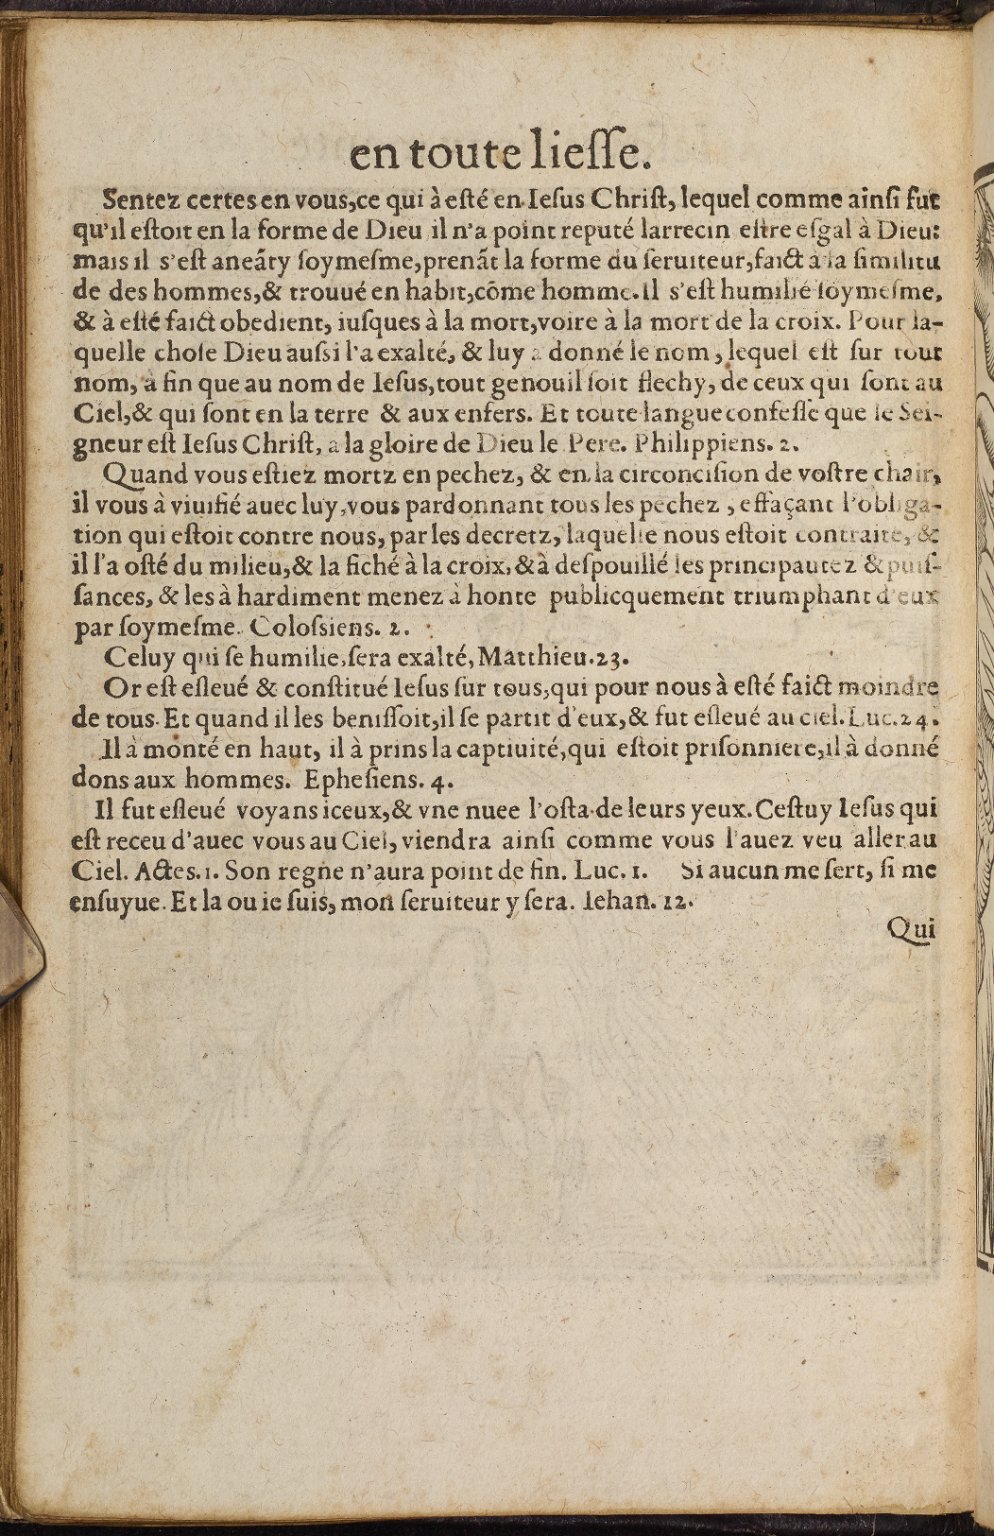 en toute lieſſe.
Sentez certes en vous,ce qui à eſté en Ieſus Chriſt, lequel comme ainſi fut
qu'il eſtoit en la forme de Dieu il n'a point reputé larrecin eſtre eſgal à Dieu:
mais il s'eſt aneãty ſoymeſme,prenãt la forme du ſeruiteur,faict à la ſimilitu
de des hommes,& trouué en habit,cõme homme.Il s'eſt humilié ſoymeſme,
& à eſté faict obedient, iuſques à la mort,voire à la mort de la croix. Pour la-
quelle choſe Dieu auſsi l'a exalté, & luy a donné le nom, lequel eſt ſur tout
nom, à fin que au nom de Ieſus,tout genouil ſoit flechy, de ceux qui ſont au
Ciel,& qui ſont en la terre & aux enfers. Et toute langue confeſſe que le Sei-
gneur eſt Ieſus Chriſt, a la gloire de Dieu le Pere. Philippiens. 2.
Quand vous eſtiez mortz en pechez, & en la circonciſion de voſtre chair,
il vous à viuifié auec luy,vous pardonnant tous les pechez, effaçant l'obliga-
tion qui eſtoit contre nous, par les decretz, laquelle nous eſtoit contraire, &
il l'a oſté du milieu,& la fiché à la croix,& à deſpouillé les principautez & puiſ-
ſances, & les à hardiment menez à honte publicquement triumphant d'eux
par ſoymeſme. Coloſsiens. 2.
Celuy qui ſe humilie,ſera exalté, Matthieu.23.
Or eſt eſleué & conſtitué Ieſus ſur tous,qui pour nous à eſté faict moindre
de tous. Et quand il les beniſſoit,il ſe partit d'eux,& fut eſleué au ciel.Luc.24.
Il à monté en haut, il à prins la captiuité,qui eſtoit priſonniere,il à donné
dons aux hommes. Epheſiens. 4.
Il fut eſleué voyans iceux,& vne nuee l'oſta de leurs yeux. Ceſtuy Ieſus qui
eſt receu d'auec vous au Ciel, viendra ainſi comme vous l'auez veu aller au
Ciel. Actes.1. Son regne n'aura point de fin. Luc. 1. Si aucun me ſert, ſi me
enſuyue. Et la ou ie ſuis, mon ſeruiteur y ſera. Iehan. 12.
Qui